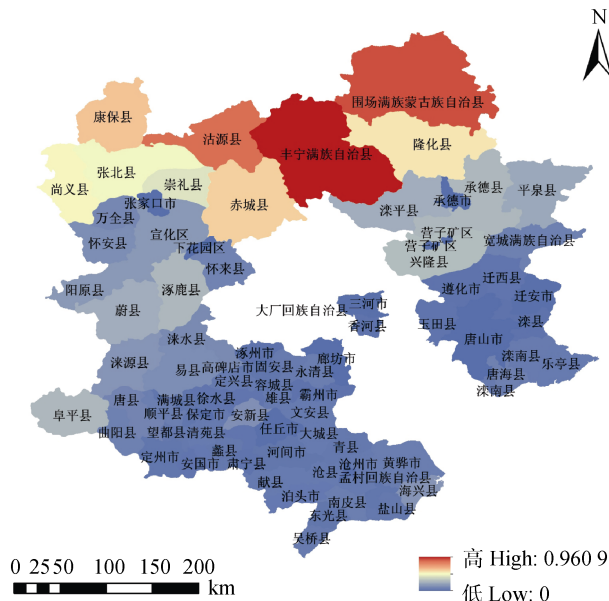 N
围场满族蒙古族自治县
康保县
沽源县
丰宁满族自治县
隆化县
张北县
尚义县
崇礼县
赤城县
承德县
平泉县
张家口市
承德市
万全县
滦平县
宣化区
营子矿区
怀安县
下花园区
营子矿区
宽城满族自治县
兴隆县
怀来县
阳原县
涿鹿县
迁西县
遵化市
蔚县
大厂回族自治县
三河市
迁安市
香河县
玉田县
滦县
涞水县
唐山市
涞源县
涿州市
廊坊市
滦南县
乐亭县
易县
高碑店市
固安县
永清县
唐海县
定兴县
容城县
滦南县
阜平县
唐县
满城县
徐水县
雄县
霸州市
顺平县
保定市
安新县
文安县
曲阳县
望都县
清苑县
任丘市
大城县
定州市
安国市
蠡县
河间市
青县
肃宁县
沧县
沧州市
黄骅市
献县
孟村回族自治县
泊头市
海兴县
南皮县
东光县
盐山县
吴桥县
0 25 50 100 150 200
km
高 High: 0.960 9
低 Low: 0